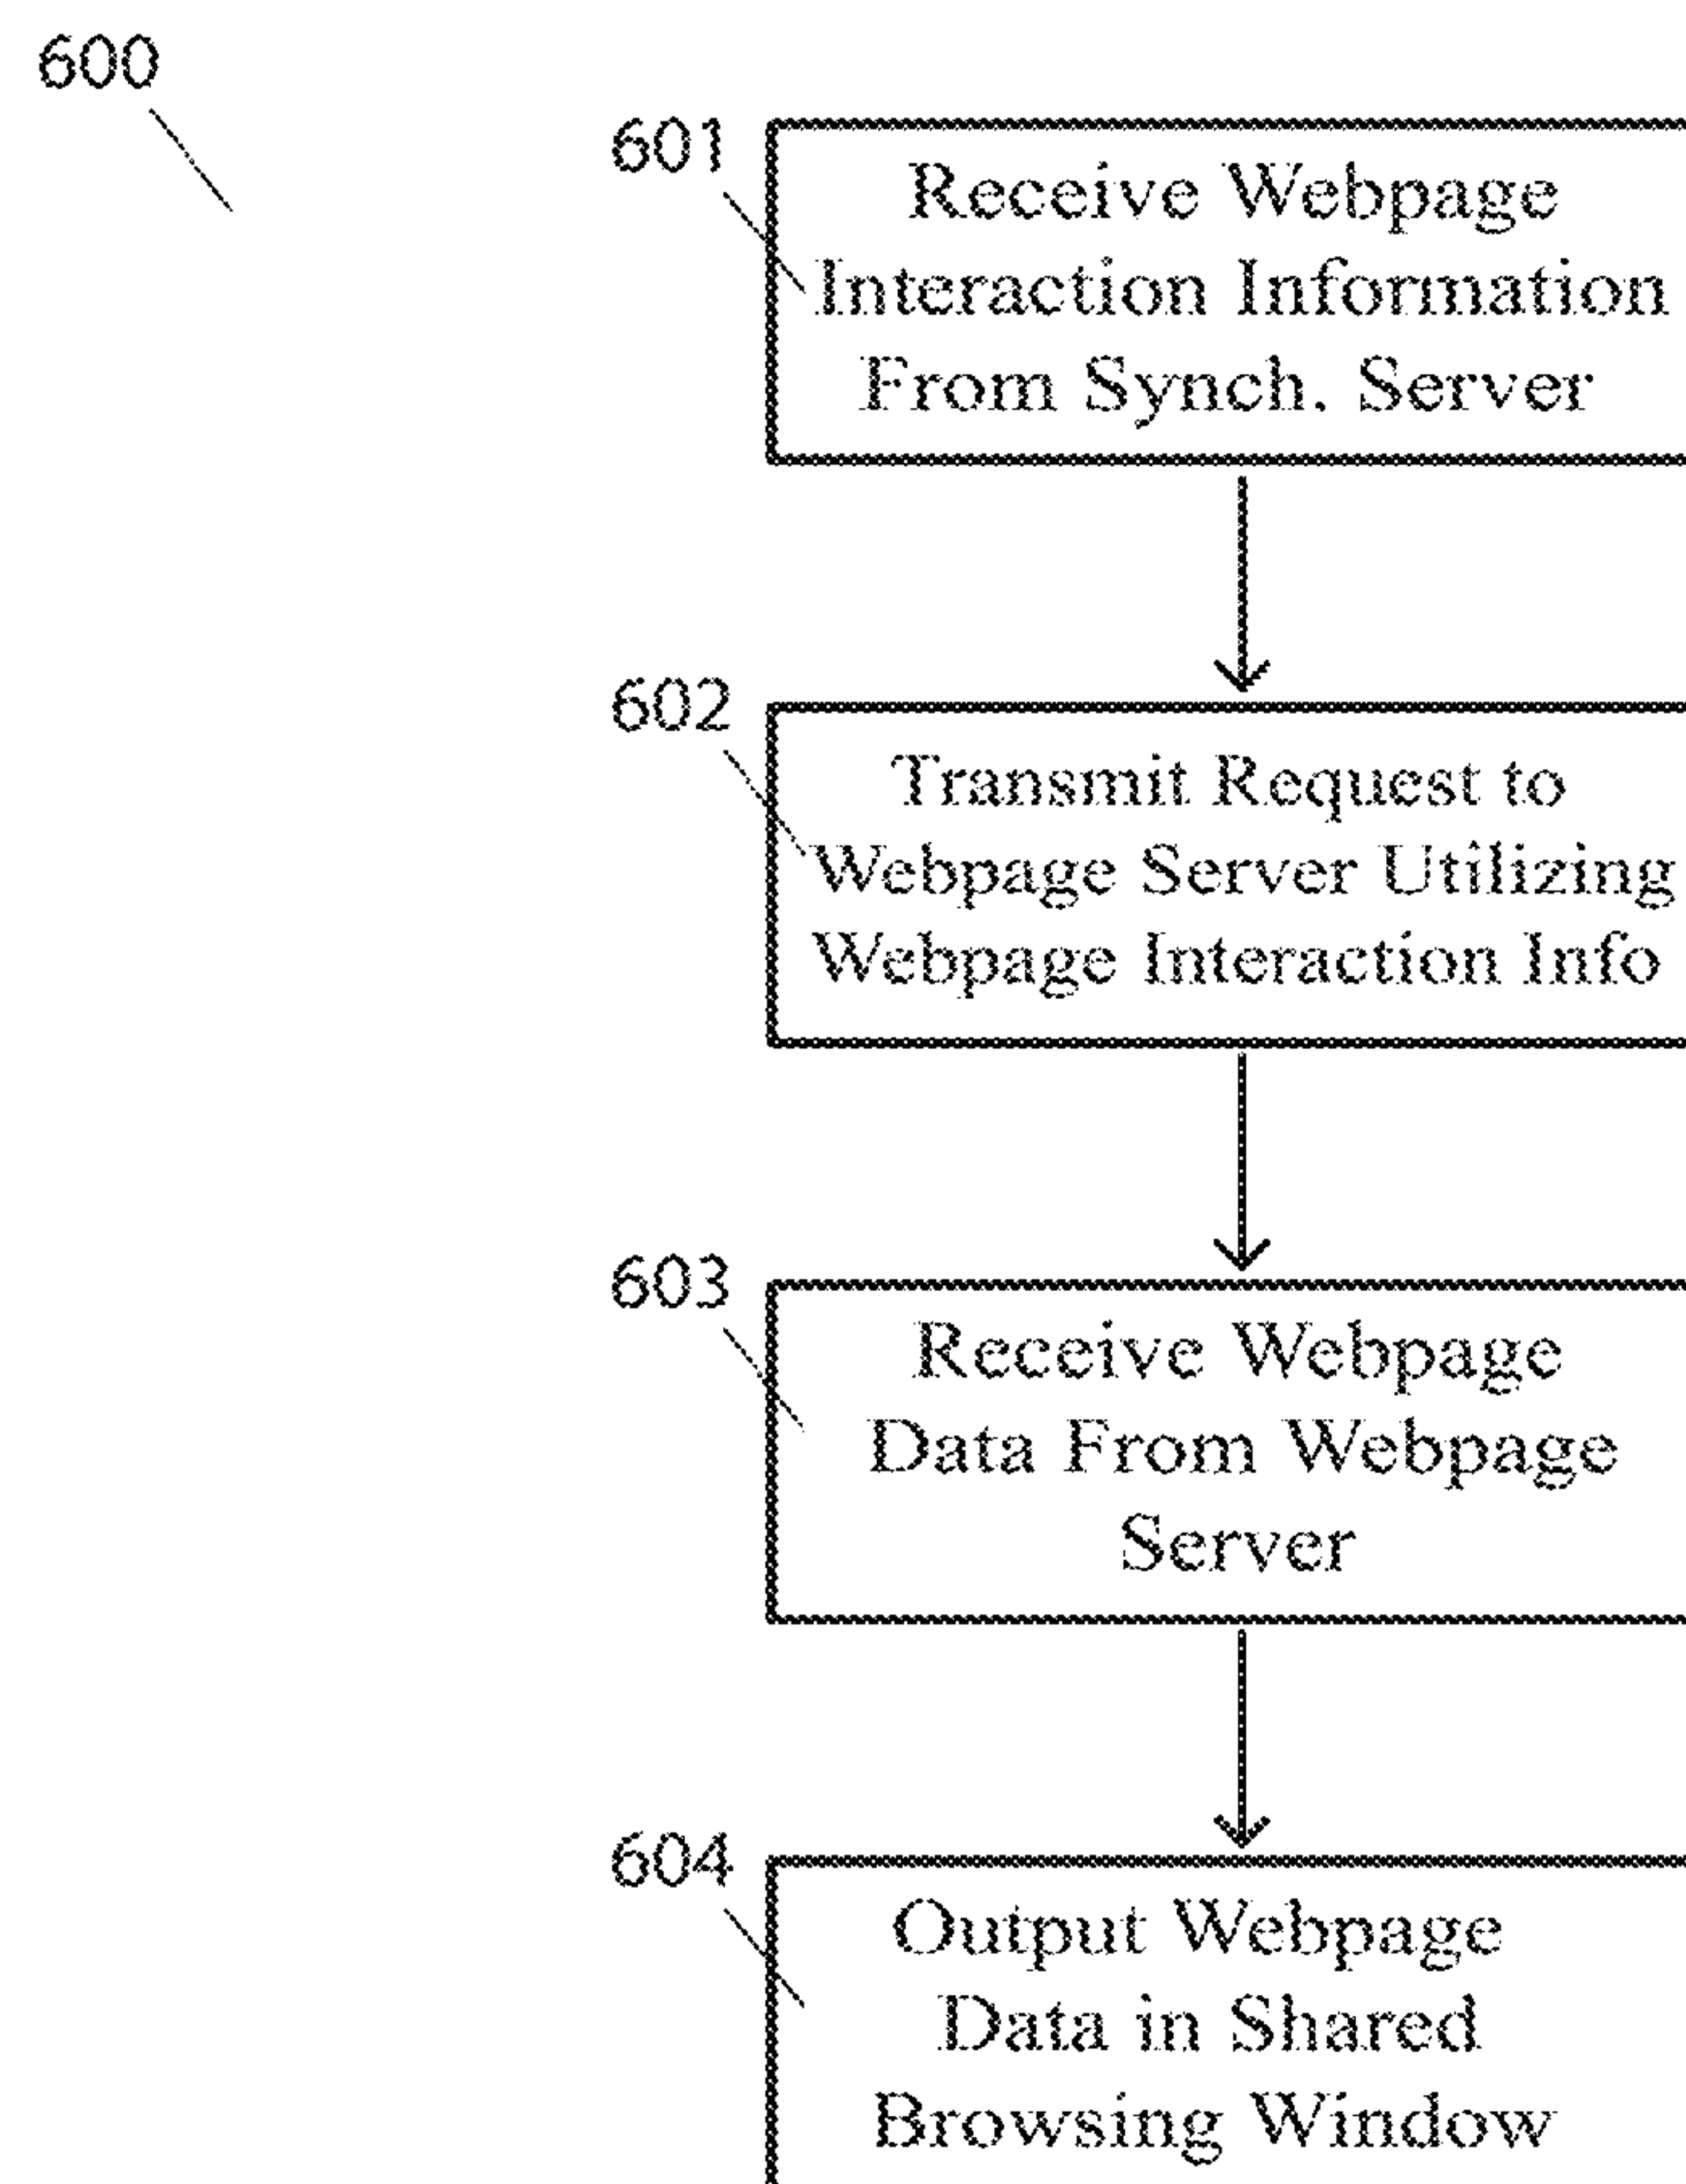 600
601
Receive Webpage
Interaction Information
From Synch. Server
602
Transmit Request to
Webpage Server Utilizing
Webpage Interaction Info
603
Receive Webpage
Data From Webpage
Server
604
Output Webpage
Data in Shared
Browsing Window